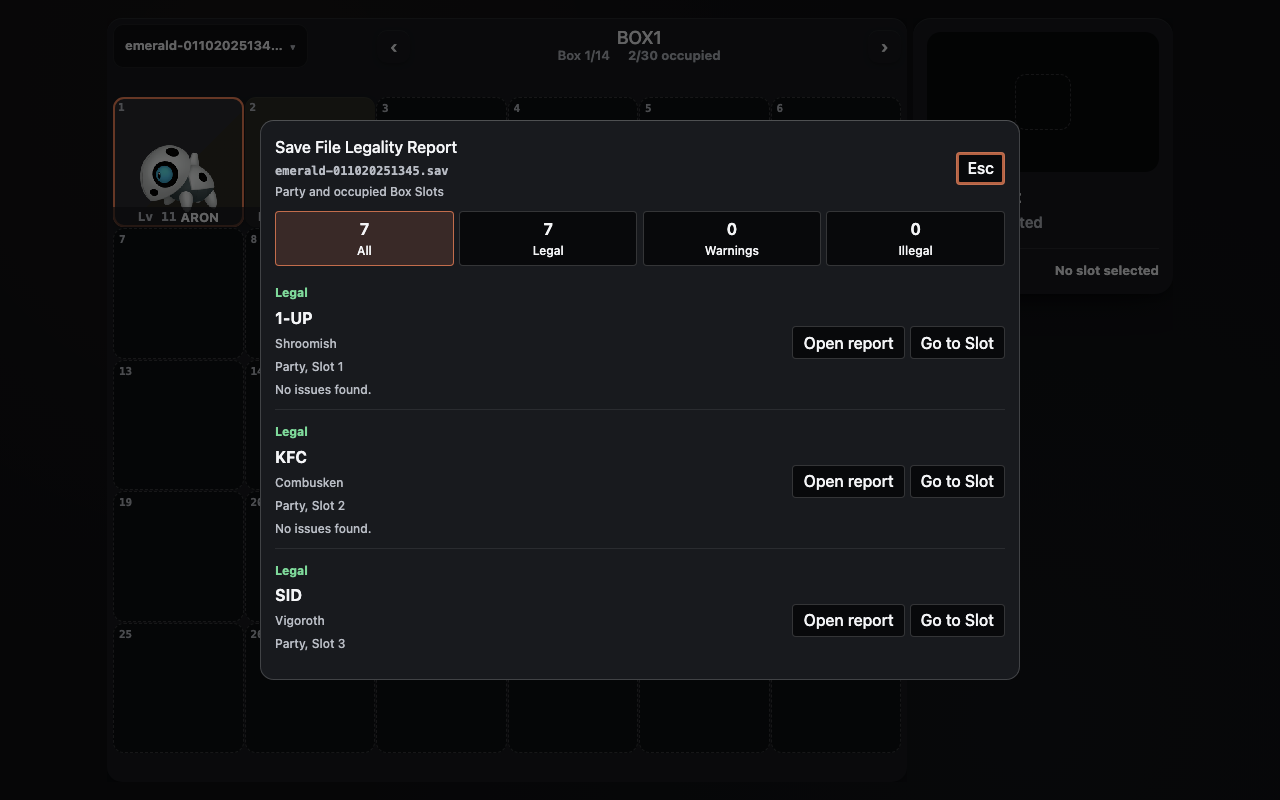 emerald-01102025134... ▾
‹
BOX1
›
Box 1/14 2/30 occupied
1
2
3
4
5
6
Save File Legality Report
emerald-011020251345.sav
Party and occupied Box Slots
Esc
7
All
7
Legal
0
Warnings
0
Illegal
Lv 11 ARON
ted
No slot selected
7
8
13
19
25
Legal
1-UP
Shroomish
Party, Slot 1
No issues found.
Open report
Go to Slot
Legal
KFC
Combusken
Party, Slot 2
No issues found.
Open report
Go to Slot
Legal
SID
Vigoroth
Party, Slot 3
Open report
Go to Slot